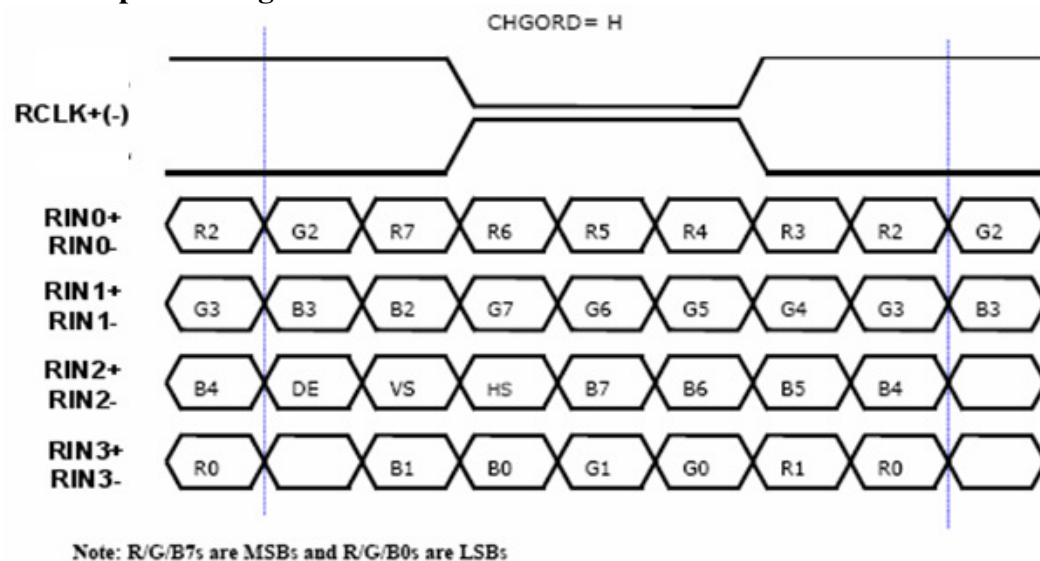 CHGORD= H
RCLK+(-)
RIN0+
RIN0-
R2 G2 R7 R6 R5 R4 R3 R2 G2
RIN1+
RIN1-
G3 B3 B2 G7 G6 G5 G4 G3 B3
RIN2+
RIN2-
B4 DE VS HS B7 B6 B5 B4
RIN3+
RIN3-
R0 B1 B0 G1 G0 R1 R0
Note: R/G/B7s are MSBs and R/G/B0s are LSBs